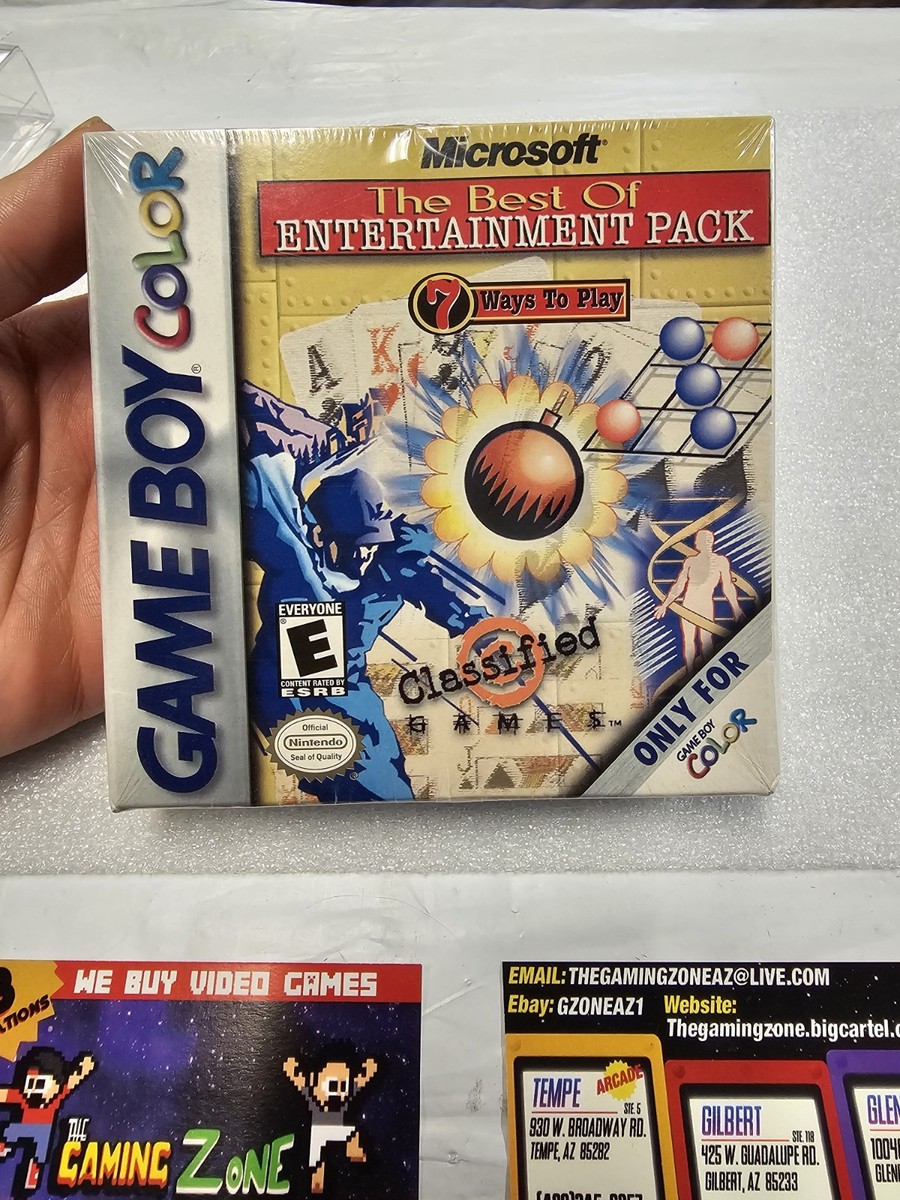 GAME BOY COLOR
Microsoft®
The Best Of
ENTERTAINMENT PACK
7 Ways To Play
A
K
EVERYONE
E
CONTENT RATED BY
ESRB
Official
Nintendo
Seal of Quality
Classified
GAMES™
ONLY FOR
GAME BOY
COLOR
WE BUY VIDEO GAMES
THE
GAMING ZONE
EMAIL: THEGAMINGZONEAZ@LIVE.COM
Ebay: GZONEAZ1 Website:
Thegamingzone.bigcartel.c
TEMPE
ARCADE
STE. 5
930 W. BROADWAY RD.
TEMPE, AZ 85282
GILBERT
STE. 118
425 W. GUADALUPE RD.
GILBERT, AZ 85233
GLEN